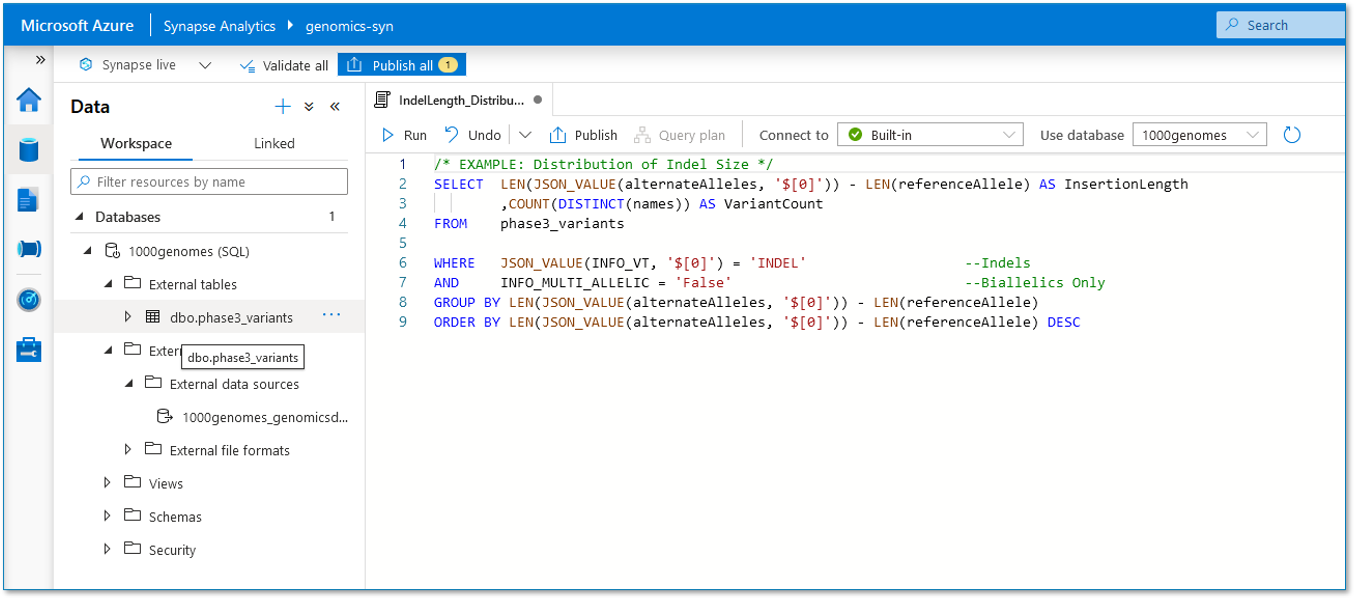 Microsoft Azure Synapse Analytics genomics-syn Search
Synapse live Validate all Publish all 1
Data
Workspace Linked
Filter resources by name
Databases 1
1000genomes (SQL)
External tables
dbo.phase3_variants ...
Exter
dbo.phase3_variants
External data sources
1000genomes_genomicsd...
External file formats
Views
Schemas
Security
IndelLength_Distribu...
Run Undo Publish Query plan Connect to Built-in Use database 1000genomes
1 /* EXAMPLE: Distribution of Indel Size */
2 SELECT LEN(JSON_VALUE(alternateAlleles, '$[0]')) - LEN(referenceAllele) AS InsertionLength
3 ,COUNT(DISTINCT(names)) AS VariantCount
4 FROM phase3_variants
5
6 WHERE JSON_VALUE(INFO_VT, '$[0]') = 'INDEL' --Indels
7 AND INFO_MULTI_ALLELIC = 'False' --Biallelics Only
8 GROUP BY LEN(JSON_VALUE(alternateAlleles, '$[0]')) - LEN(referenceAllele)
9 ORDER BY LEN(JSON_VALUE(alternateAlleles, '$[0]')) - LEN(referenceAllele) DESC